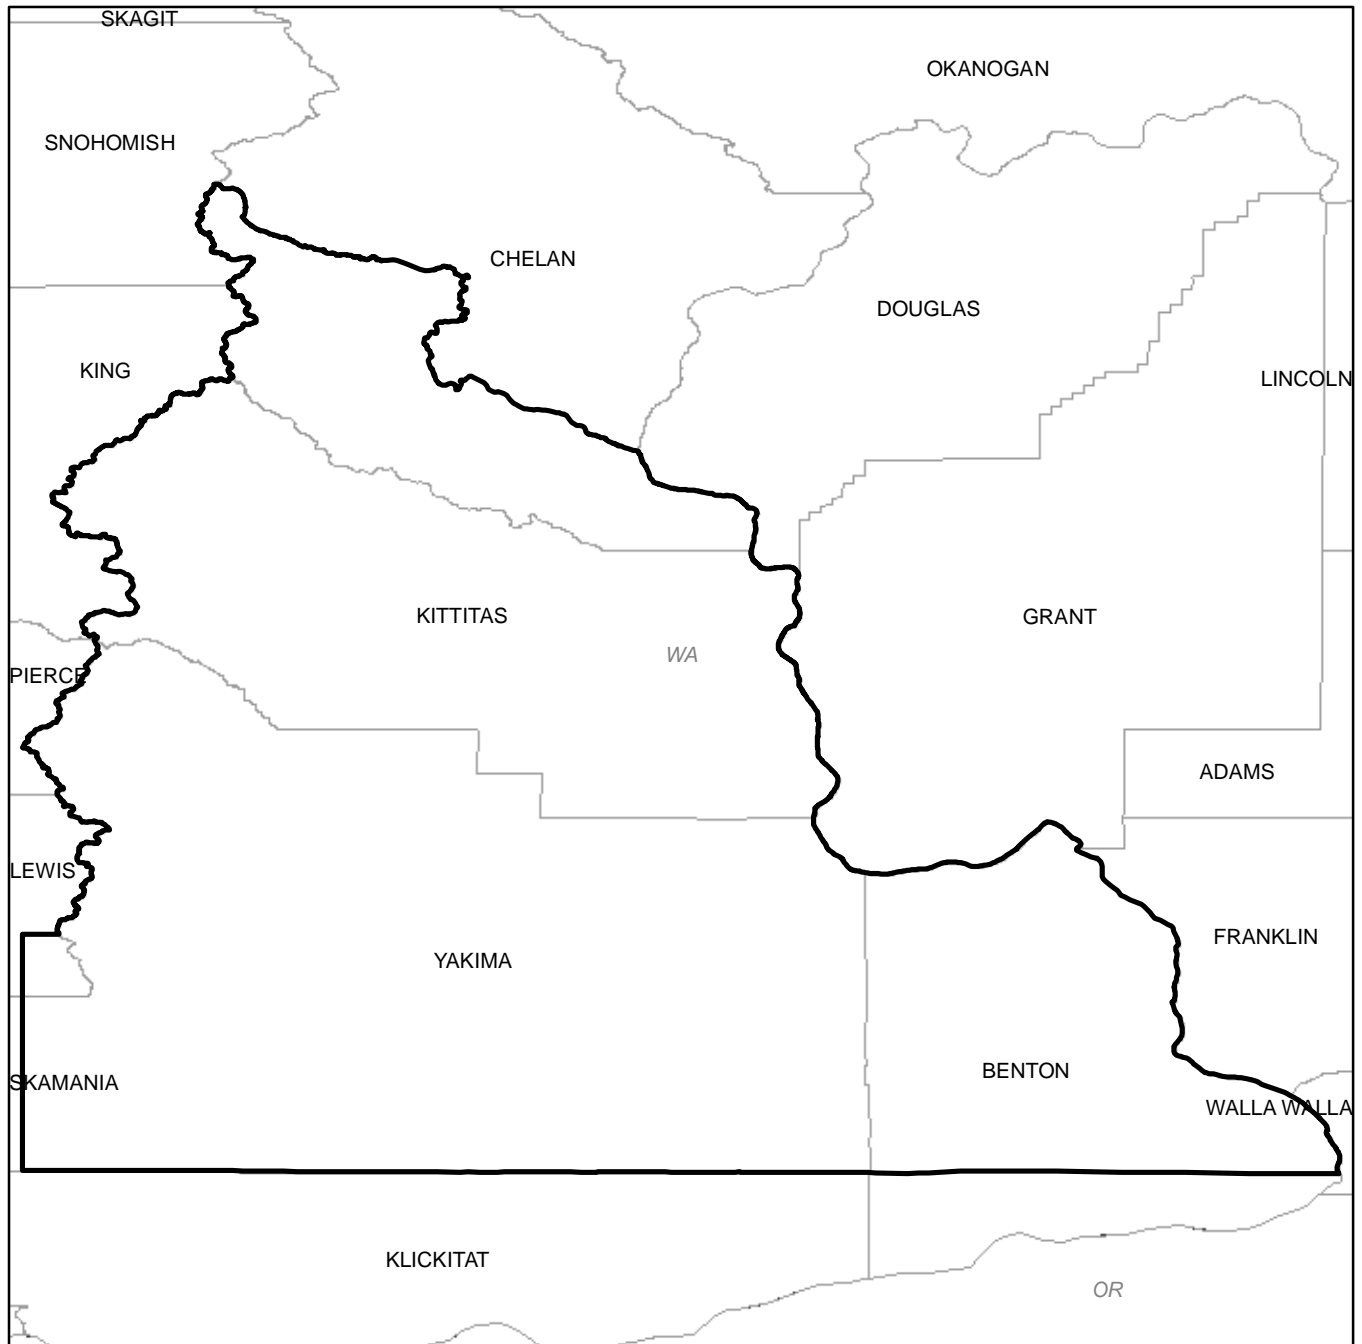 SKAGIT
OKANOGAN
SNOHOMISH
CHELAN
DOUGLAS
KING
LINCOLN
KITTITAS
GRANT
WA
PIERCE
ADAMS
LEWIS
FRANKLIN
YAKIMA
BENTON
SKAMANIA
WALLA WALLA
KLICKITAT
OR